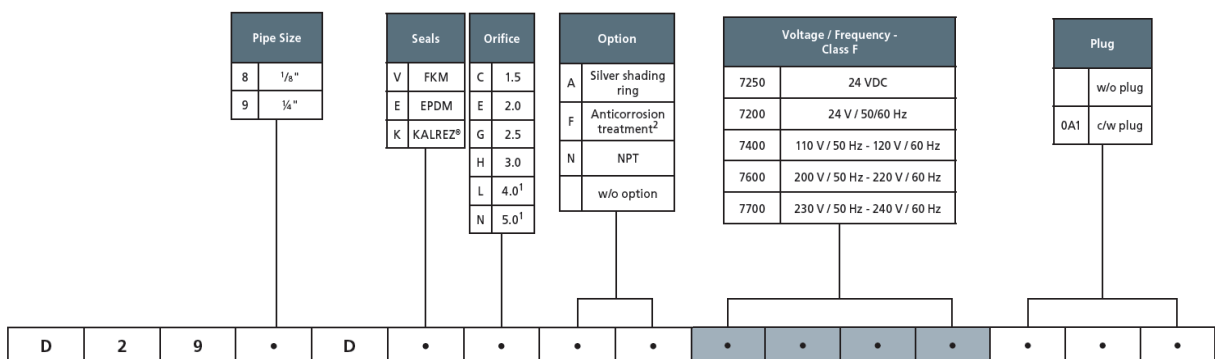 Pipe Size
8 1/8"
9 ¼"
Seals
V FKM
E EPDM
K KALREZ®
Orifice
C 1.5
E 2.0
G 2.5
H 3.0
L 4.0¹
N 5.0¹
Option
A Silver shading
ring
F Anticorrosion
treatment²
N NPT
w/o option
Voltage / Frequency -
Class F
7250 24 VDC
7200 24 V / 50/60 Hz
7400 110 V / 50 Hz - 120 V / 60 Hz
7600 200 V / 50 Hz - 220 V / 60 Hz
7700 230 V / 50 Hz - 240 V / 60 Hz
Plug
w/o plug
0A1 c/w plug
D 2 9 • D • • • • • • • • • • •